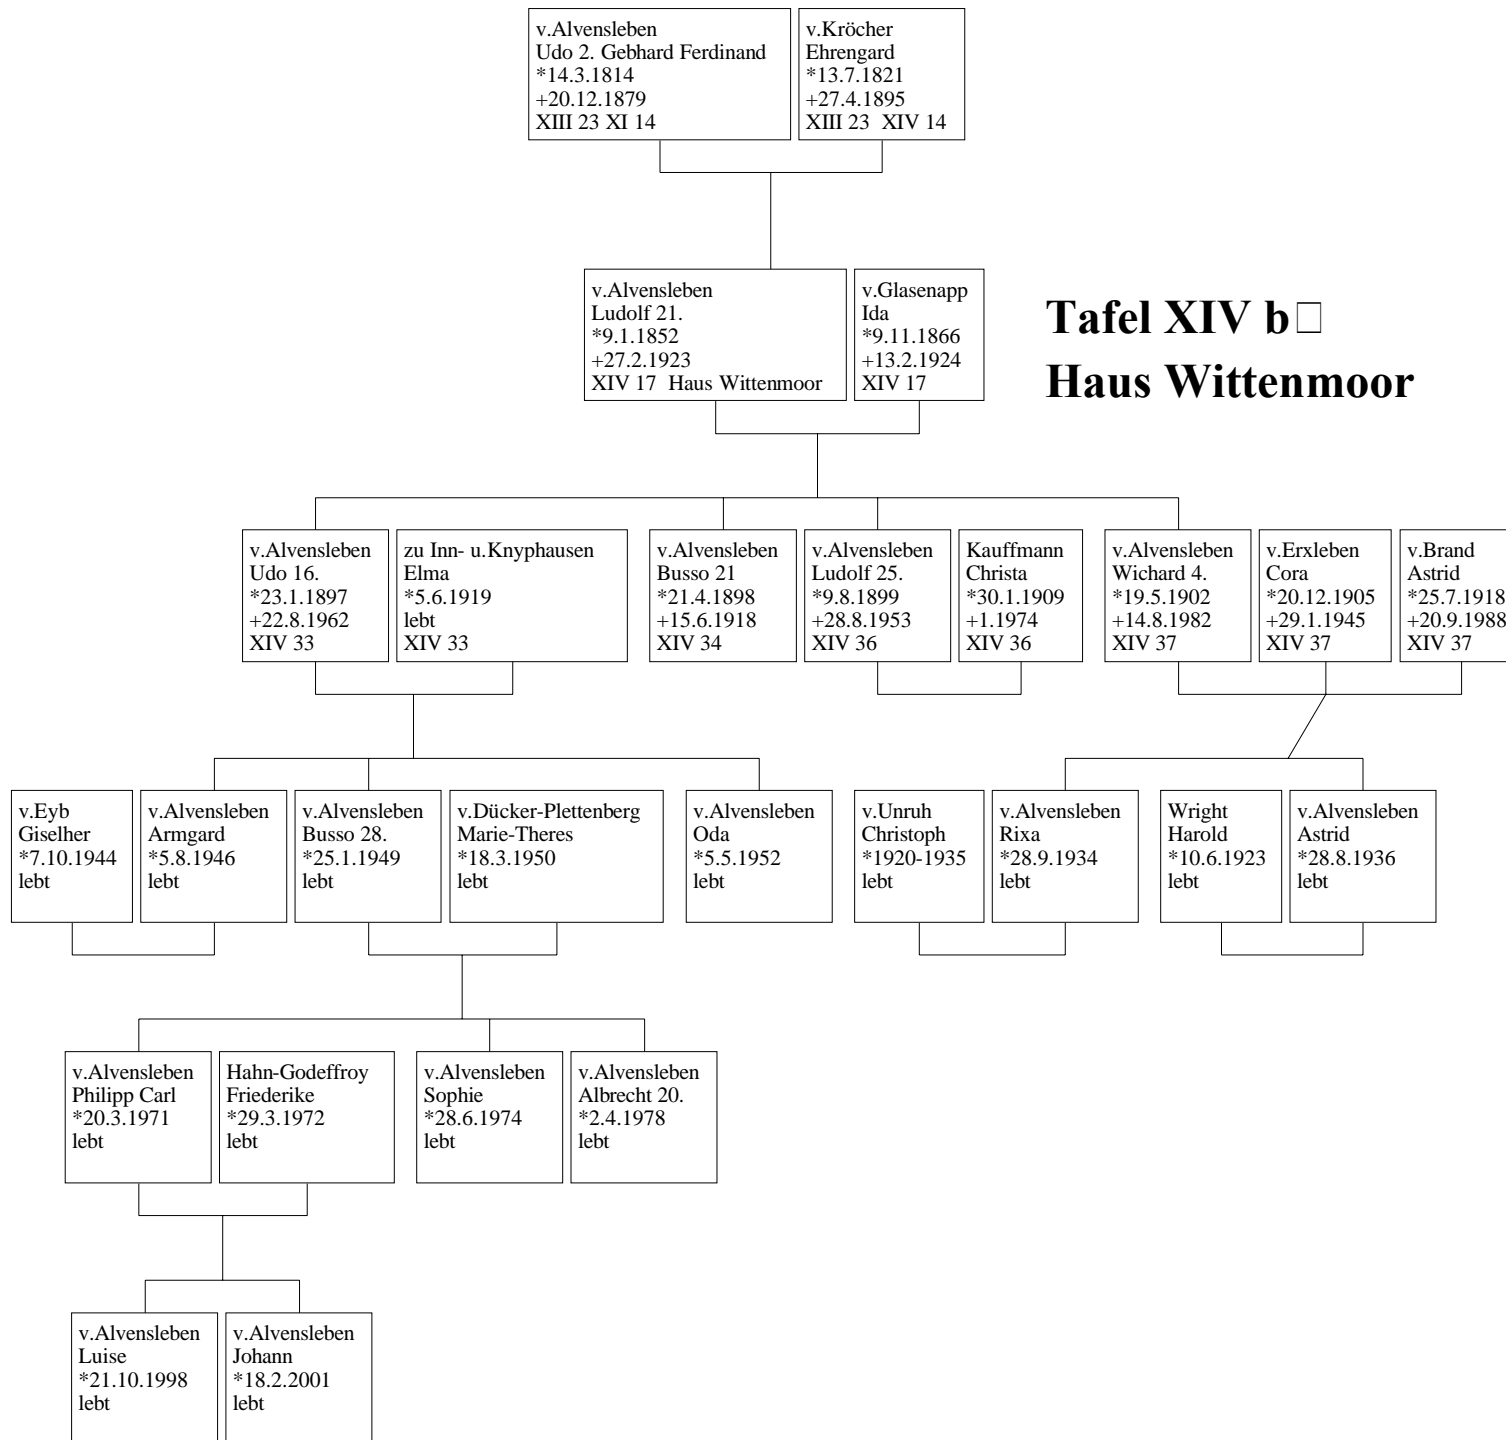 v.Alvensleben
Udo 2. Gebhard Ferdinand
*14.3.1814
+20.12.1879
XIII 23 XI 14
v.Kröcher
Ehrengard
*13.7.1821
+27.4.1895
XIII 23  XIV 14
v.Alvensleben
Ludolf 21.
*9.1.1852
+27.2.1923
XIV 17  Haus Wittenmoor
v.Glasenapp
Ida
*9.11.1866
+13.2.1924
XIV 17
Tafel XIV b□
Haus Wittenmoor
v.Alvensleben
Udo 16.
*23.1.1897
+22.8.1962
XIV 33
zu Inn- u.Knyphausen
Elma
*5.6.1919
lebt
XIV 33
v.Alvensleben
Busso 21
*21.4.1898
+15.6.1918
XIV 34
v.Alvensleben
Ludolf 25.
*9.8.1899
+28.8.1953
XIV 36
Kauffmann
Christa
*30.1.1909
+1.1974
XIV 36
v.Alvensleben
Wichard 4.
*19.5.1902
+14.8.1982
XIV 37
v.Erxleben
Cora
*20.12.1905
+29.1.1945
XIV 37
v.Brand
Astrid
*25.7.1918
+20.9.1988
XIV 37
v.Eyb
Giselher
*7.10.1944
lebt
v.Alvensleben
Armgard
*5.8.1946
lebt
v.Alvensleben
Busso 28.
*25.1.1949
lebt
v.Dücker-Plettenberg
Marie-Theres
*18.3.1950
lebt
v.Alvensleben
Oda
*5.5.1952
lebt
v.Unruh
Christoph
*1920-1935
lebt
v.Alvensleben
Rixa
*28.9.1934
lebt
Wright
Harold
*10.6.1923
lebt
v.Alvensleben
Astrid
*28.8.1936
lebt
v.Alvensleben
Philipp Carl
*20.3.1971
lebt
Hahn-Godeffroy
Friederike
*29.3.1972
lebt
v.Alvensleben
Sophie
*28.6.1974
lebt
v.Alvensleben
Albrecht 20.
*2.4.1978
lebt
v.Alvensleben
Luise
*21.10.1998
lebt
v.Alvensleben
Johann
*18.2.2001
lebt